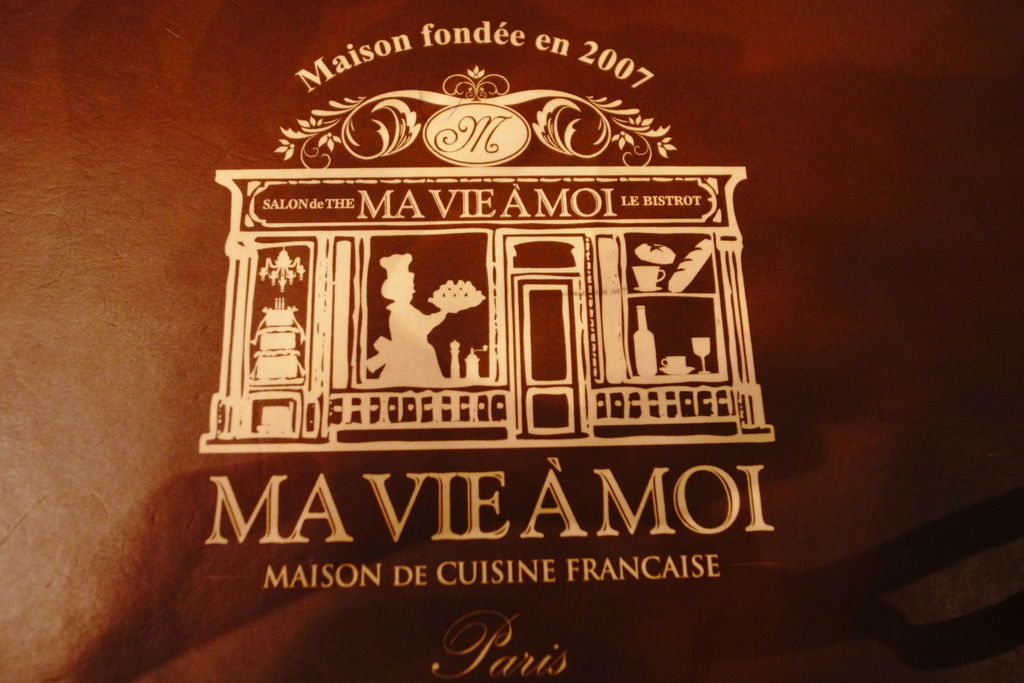 Maison fondée en 2007
M
SALON de THE MA VIE À MOI LE BISTROT
MA VIE À MOI
MAISON DE CUISINE FRANCAISE
Paris